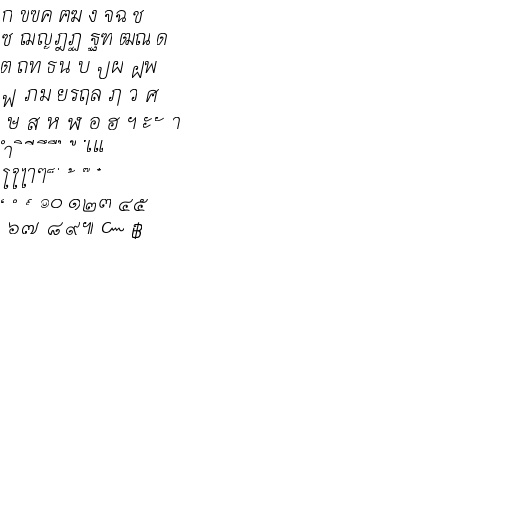 ก ขฃค ฅฆ ง จฉ ช
ซ ฌญฎฏ ฐฑ ฒณ ด
ต ถท ธน บ ปผ ฝพ
ฟ ภม ยรฤล ฦ ว ศ
ษ ส ห ฬ อ ฮ ฯ ะ ั า
ำ ิ ี ึ ื ุ ู ฺ เแ
โใไๅๆ ็ ่ ้ ๊ ๋
์ ํ ๎ ๏๐ ๑๒๓ ๔๕
๖๗ ๘๙๚ ๛ ฿